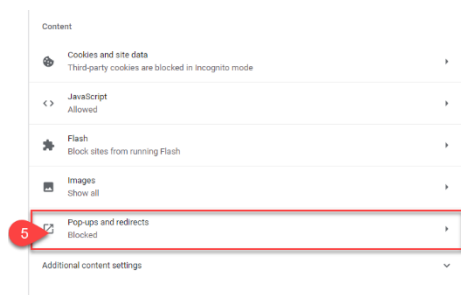 Content
Cookies and site data
Third-party cookies are blocked in Incognito mode
JavaScript
Allowed
Flash
Block sites from running Flash
Images
Show all
5
Pop-ups and redirects
Blocked
Additional content settings